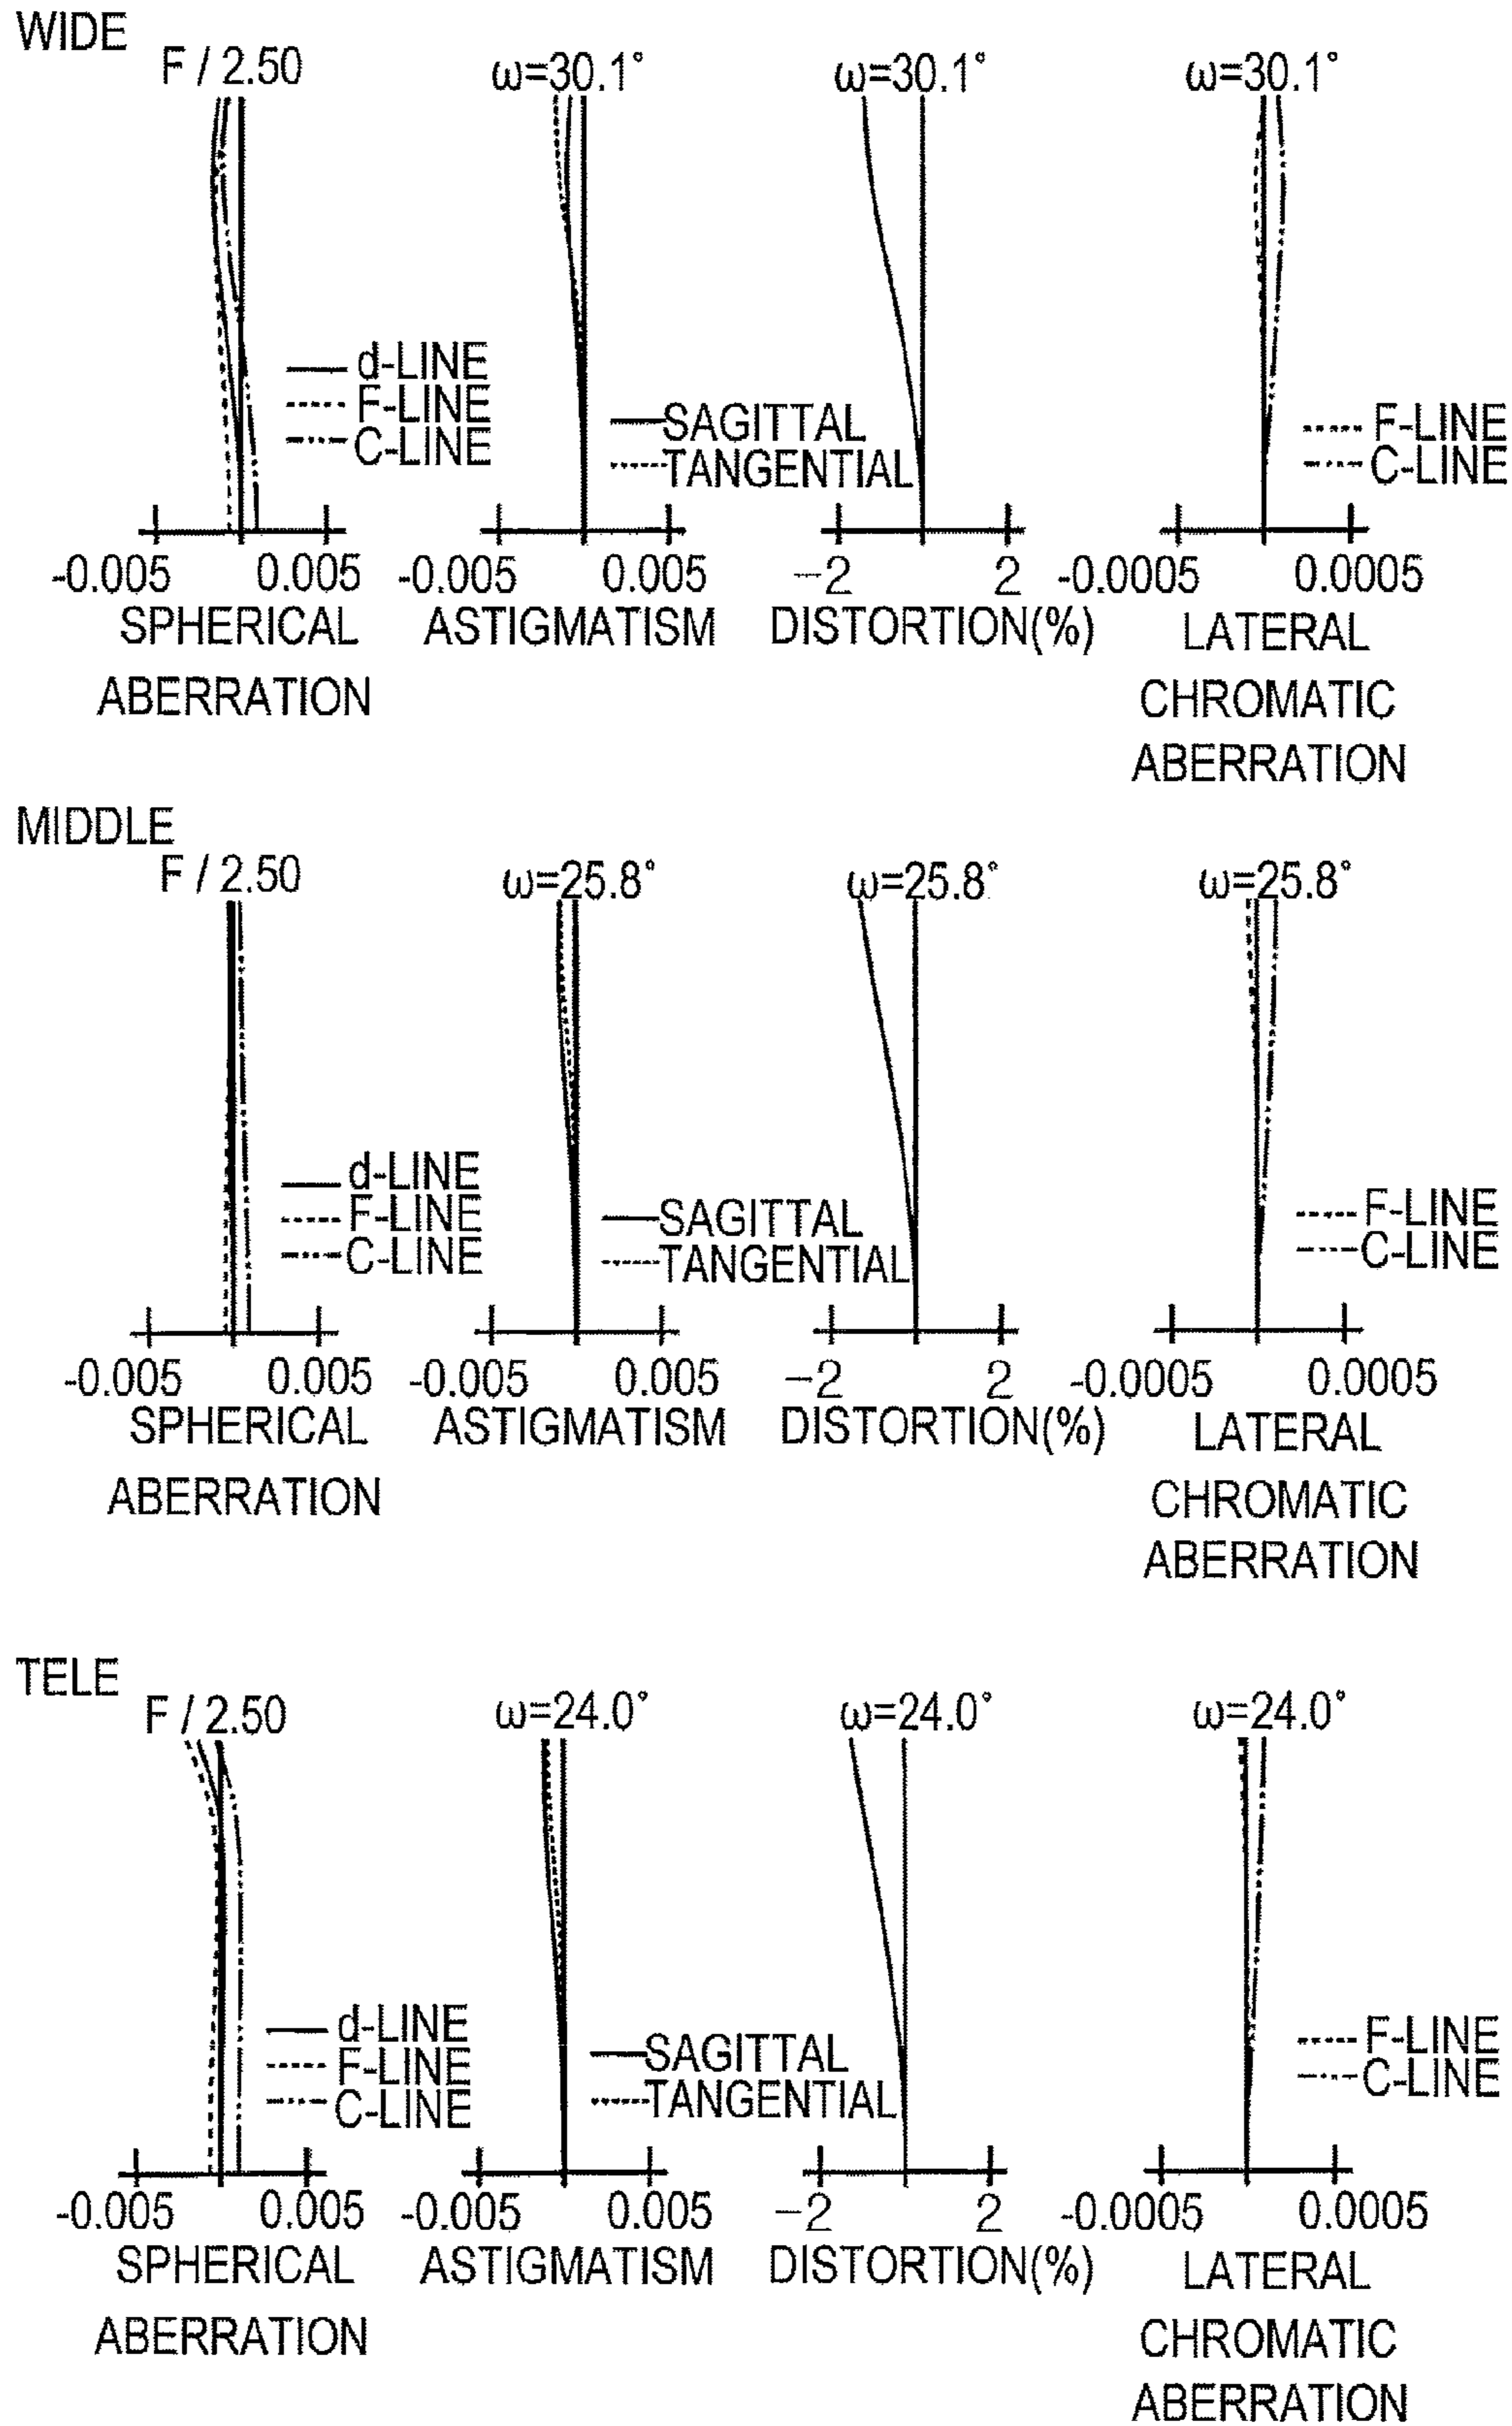 WIDE
F / 2.50
ω=30.1°
ω=30.1°
ω=30.1°
d-LINE
F-LINE
C-LINE
SAGITTAL
TANGENTIAL
F-LINE
C-LINE
-0.005 0.005
-0.005 0.005
-2 2
-0.0005 0.0005
SPHERICAL
ABERRATION
ASTIGMATISM
DISTORTION(%)
LATERAL
CHROMATIC
ABERRATION
MIDDLE
F / 2.50
ω=25.8°
ω=25.8°
ω=25.8°
d-LINE
F-LINE
C-LINE
SAGITTAL
TANGENTIAL
F-LINE
C-LINE
-0.005 0.005
-0.005 0.005
-2 2
-0.0005 0.0005
SPHERICAL
ABERRATION
ASTIGMATISM
DISTORTION(%)
LATERAL
CHROMATIC
ABERRATION
TELE
F / 2.50
ω=24.0°
ω=24.0°
ω=24.0°
d-LINE
F-LINE
C-LINE
SAGITTAL
TANGENTIAL
F-LINE
C-LINE
-0.005 0.005
-0.005 0.005
-2 2
-0.0005 0.0005
SPHERICAL
ABERRATION
ASTIGMATISM
DISTORTION(%)
LATERAL
CHROMATIC
ABERRATION